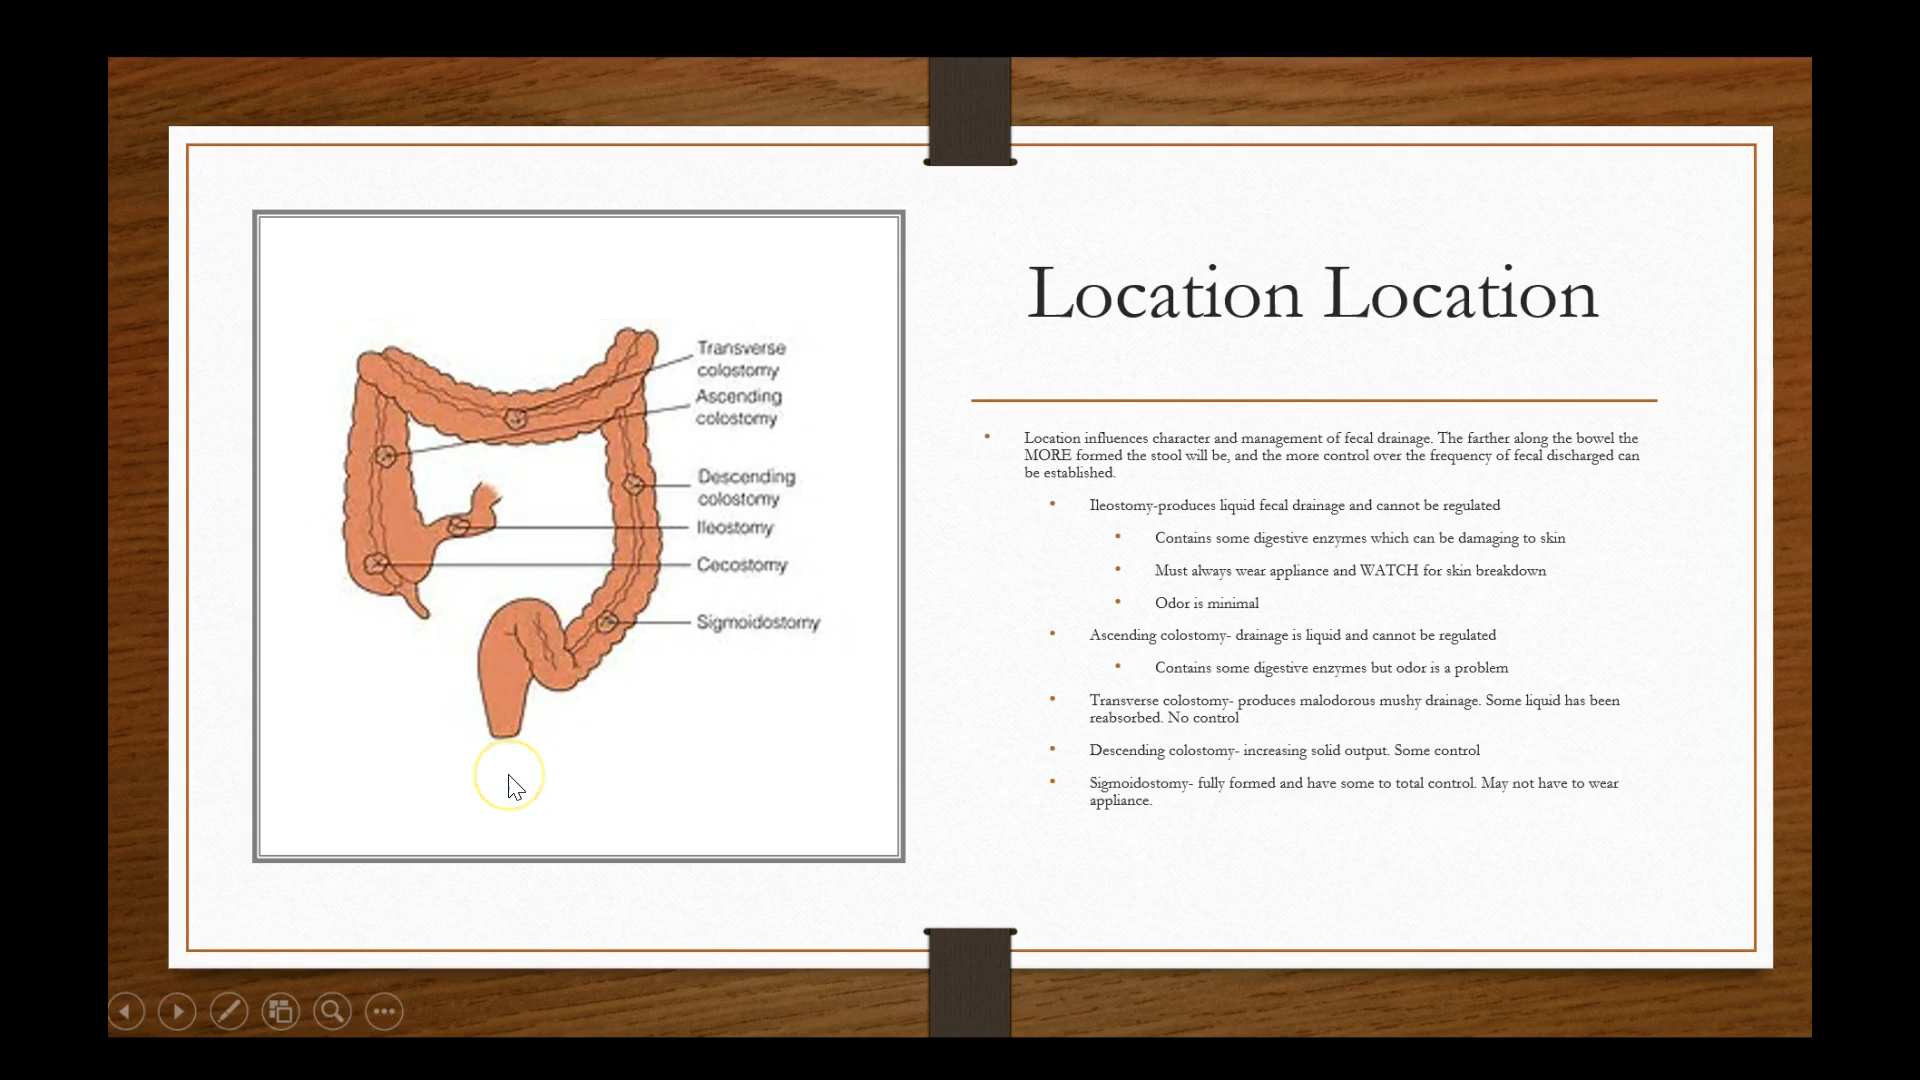 Location Location
Transverse
colostomy
Ascending
colostomy
Descending
colostomy
Ileostomy
Cecostomy
Sigmoidostomy
Location influences character and management of fecal drainage. The farther along the bowel the
MORE formed the stool will be, and the more control over the frequency of fecal discharged can
be established.
Ileostomy-produces liquid fecal drainage and cannot be regulated
Contains some digestive enzymes which can be damaging to skin
Must always wear appliance and WATCH for skin breakdown
Odor is minimal
Ascending colostomy- drainage is liquid and cannot be regulated
Contains some digestive enzymes but odor is a problem
Transverse colostomy- produces malodorous mushy drainage. Some liquid has been
reabsorbed. No control
Descending colostomy- increasing solid output. Some control
Sigmoidostomy- fully formed and have some to total control. May not have to wear
appliance.